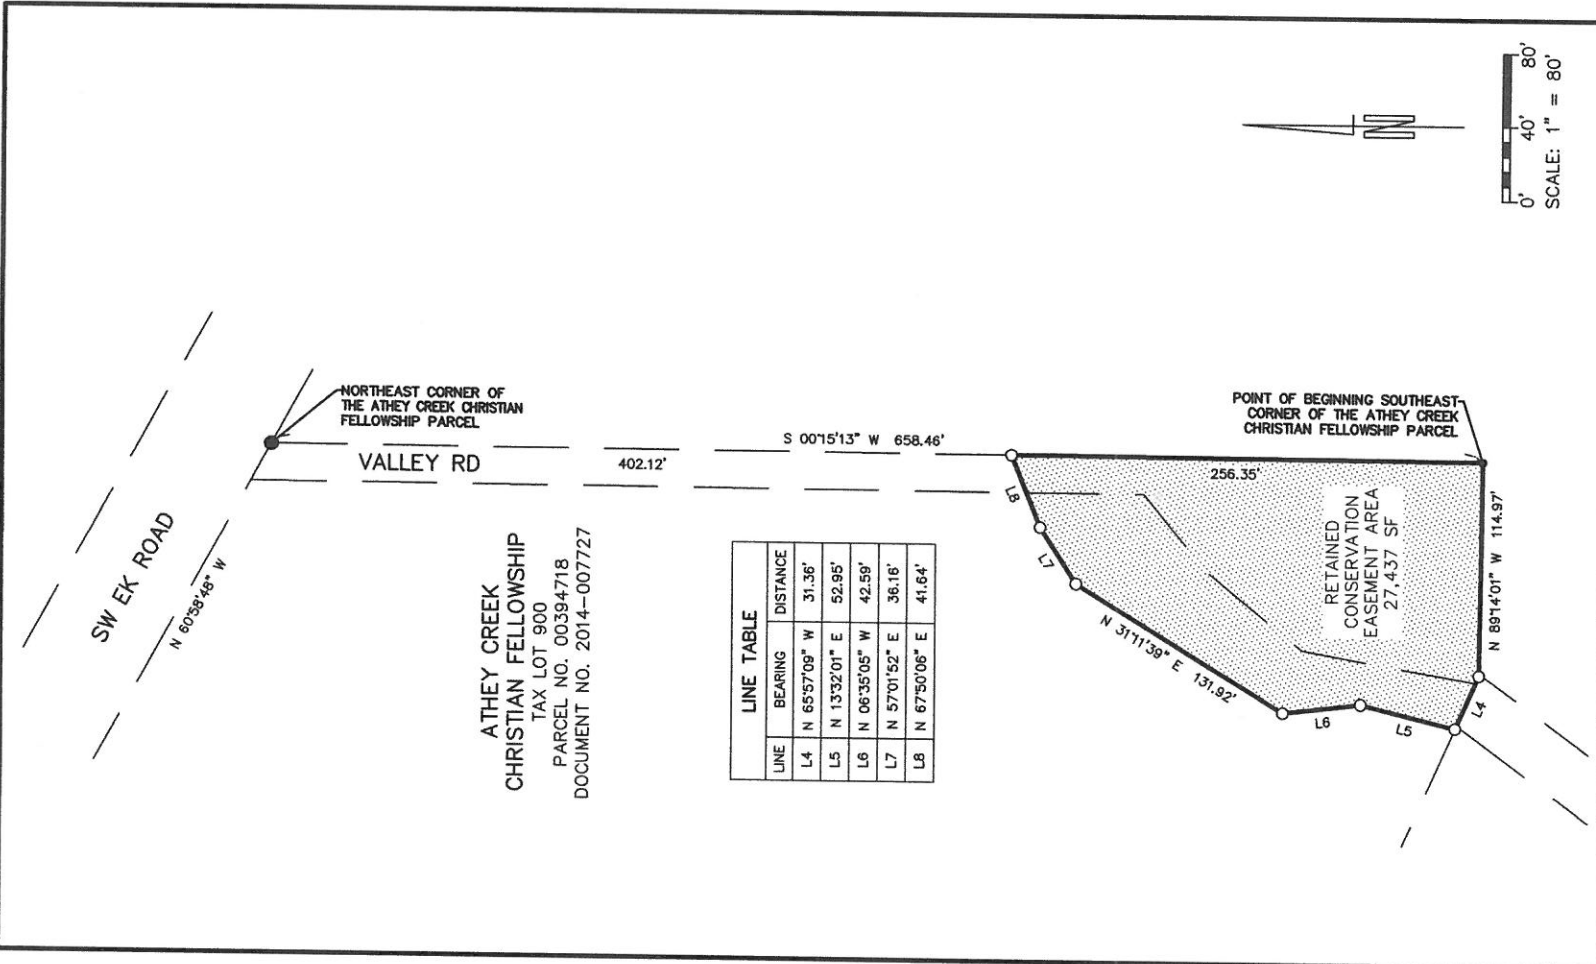 SW EK ROAD
N 60°58'48" W
NORTHEAST CORNER OF
THE ATHEY CREEK CHRISTIAN
FELLOWSHIP PARCEL
VALLEY RD
402.12'
S 00°15'13" W 658.46'
ATHEY CREEK
CHRISTIAN FELLOWSHIP
TAX LOT 900
PARCEL NO. 00394718
DOCUMENT NO. 2014-007727
LINE TABLE
LINE BEARING DISTANCE
L4 N 65°57'09" W 31.36'
L5 N 13°32'01" E 52.95'
L6 N 06°35'05" W 42.59'
L7 N 57°01'52" E 36.16'
L8 N 67°50'06" E 41.64'
L8
L7
N 31°11'39" E 131.92'
L6
L5
L4
256.35'
RETAINED
CONSERVATION
EASEMENT AREA
27,437 SF
N 89°14'01" W 114.97'
POINT OF BEGINNING SOUTHEAST
CORNER OF THE ATHEY CREEK
CHRISTIAN FELLOWSHIP PARCEL
N
0' 40' 80'
SCALE: 1" = 80'